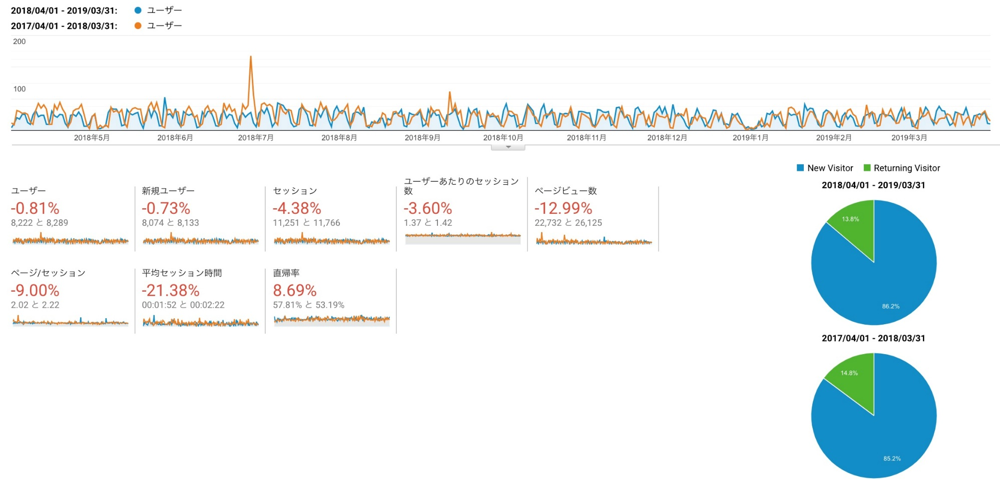 2018/04/01 - 2019/03/31: ユーザー
2017/04/01 - 2018/03/31: ユーザー
200
100
2018年5月 2018年6月 2018年7月 2018年8月 2018年9月 2018年10月 2018年11月 2018年12月 2019年1月 2019年2月 2019年3月
ユーザー
-0.81%
8,222 と 8,289
新規ユーザー
-0.73%
8,074 と 8,133
セッション
-4.38%
11,251 と 11,766
ユーザーあたりのセッション
数
-3.60%
1.37 と 1.42
ページビュー数
-12.99%
22,732 と 26,125
ページ/セッション
-9.00%
2.02 と 2.22
平均セッション時間
-21.38%
00:01:52 と 00:02:22
直帰率
8.69%
57.81% と 53.19%
New Visitor Returning Visitor
2018/04/01 - 2019/03/31
13.8%
86.2%
2017/04/01 - 2018/03/31
14.8%
85.2%